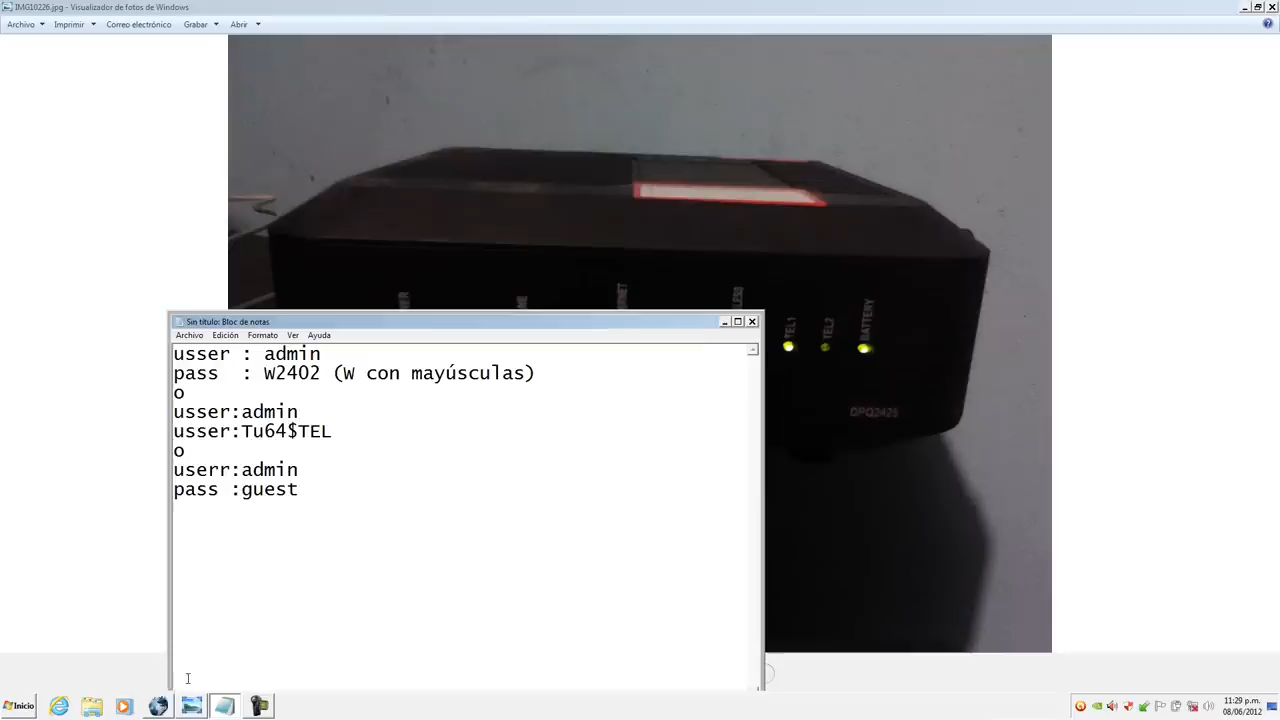 IMG10226.jpg - Visualizador de fotos de Windows
Archivo Imprimir Correo electrónico Grabar Abrir
TEL1
TEL2
BATTERY
DPQ2425
Sin título: Bloc de notas
Archivo Edición Formato Ver Ayuda
usser : admin
pass : W2402 (W con mayúsculas)
o
usser:admin
usser:Tu64$TEL
o
userr:admin
pass :guest
Inicio
11:29 p.m.
08/06/2012